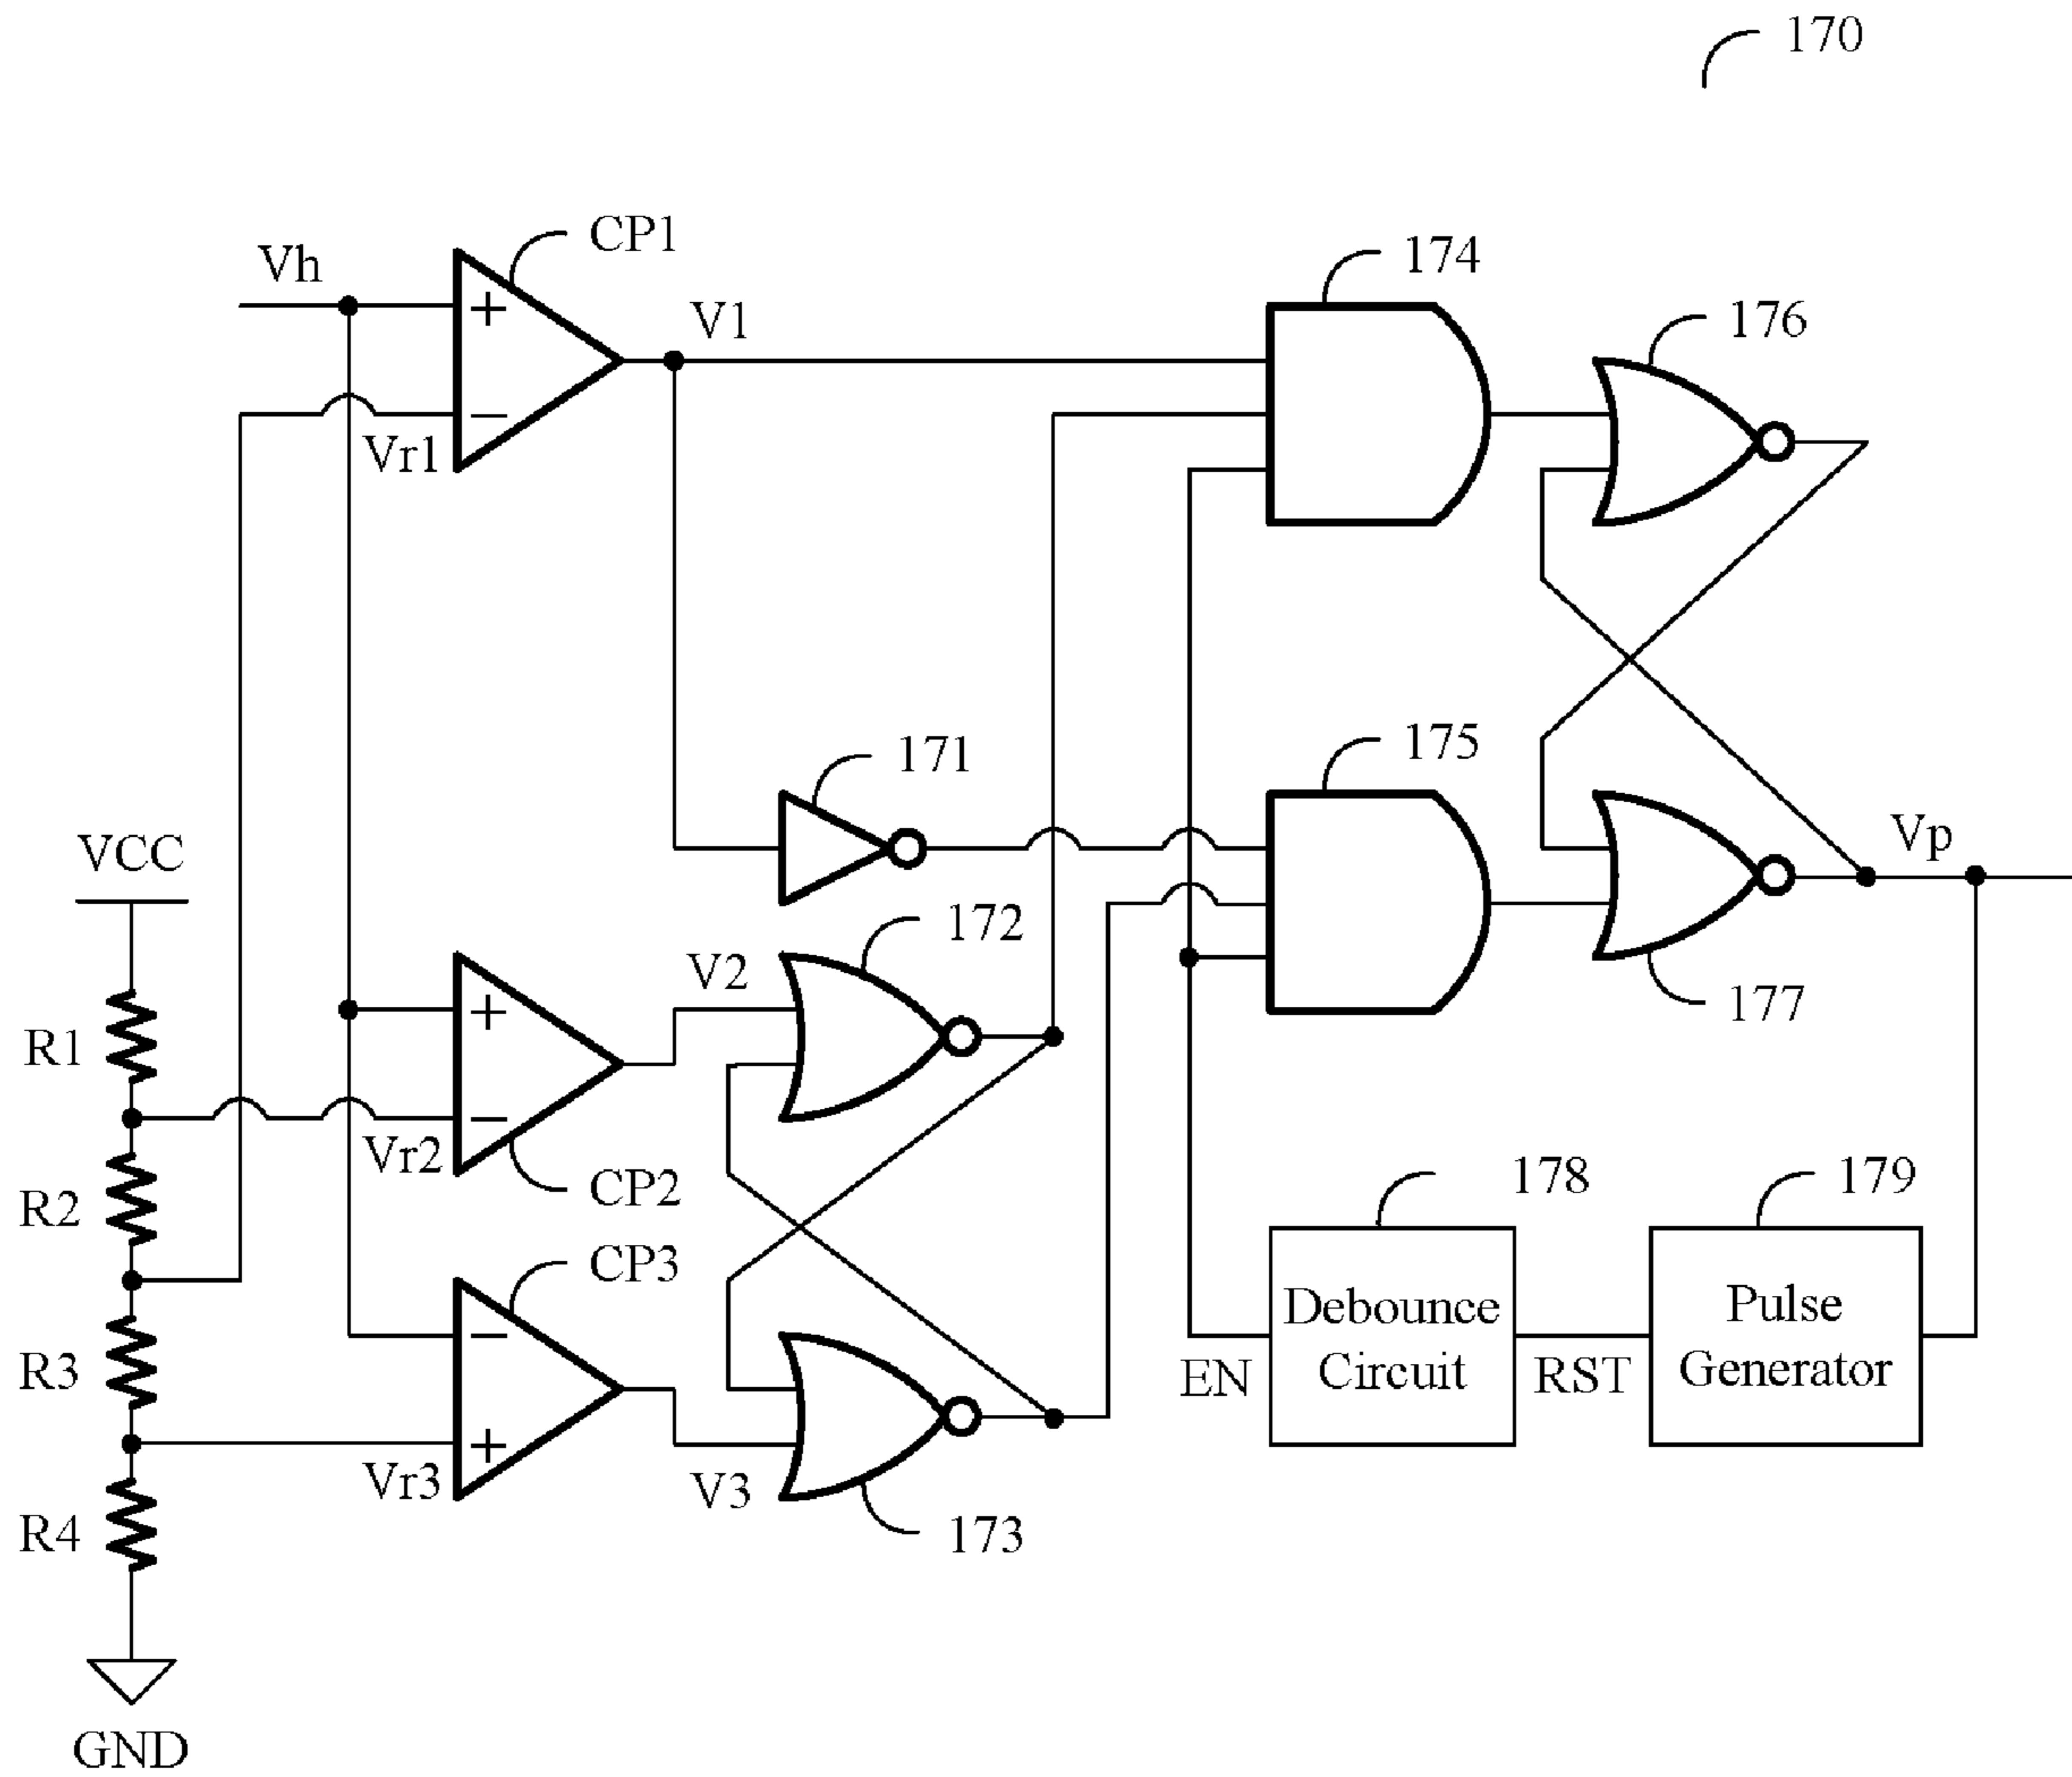 170
CP1
Vh
174
V1
176
+
−
Vr1
171
175
VCC
Vp
172
V2
177
+
R1
−
Vr2
CP2
178
179
R2
CP3
−
Debounce
Circuit
Pulse
Generator
EN
RST
R3
+
Vr3
V3
R4
173
GND